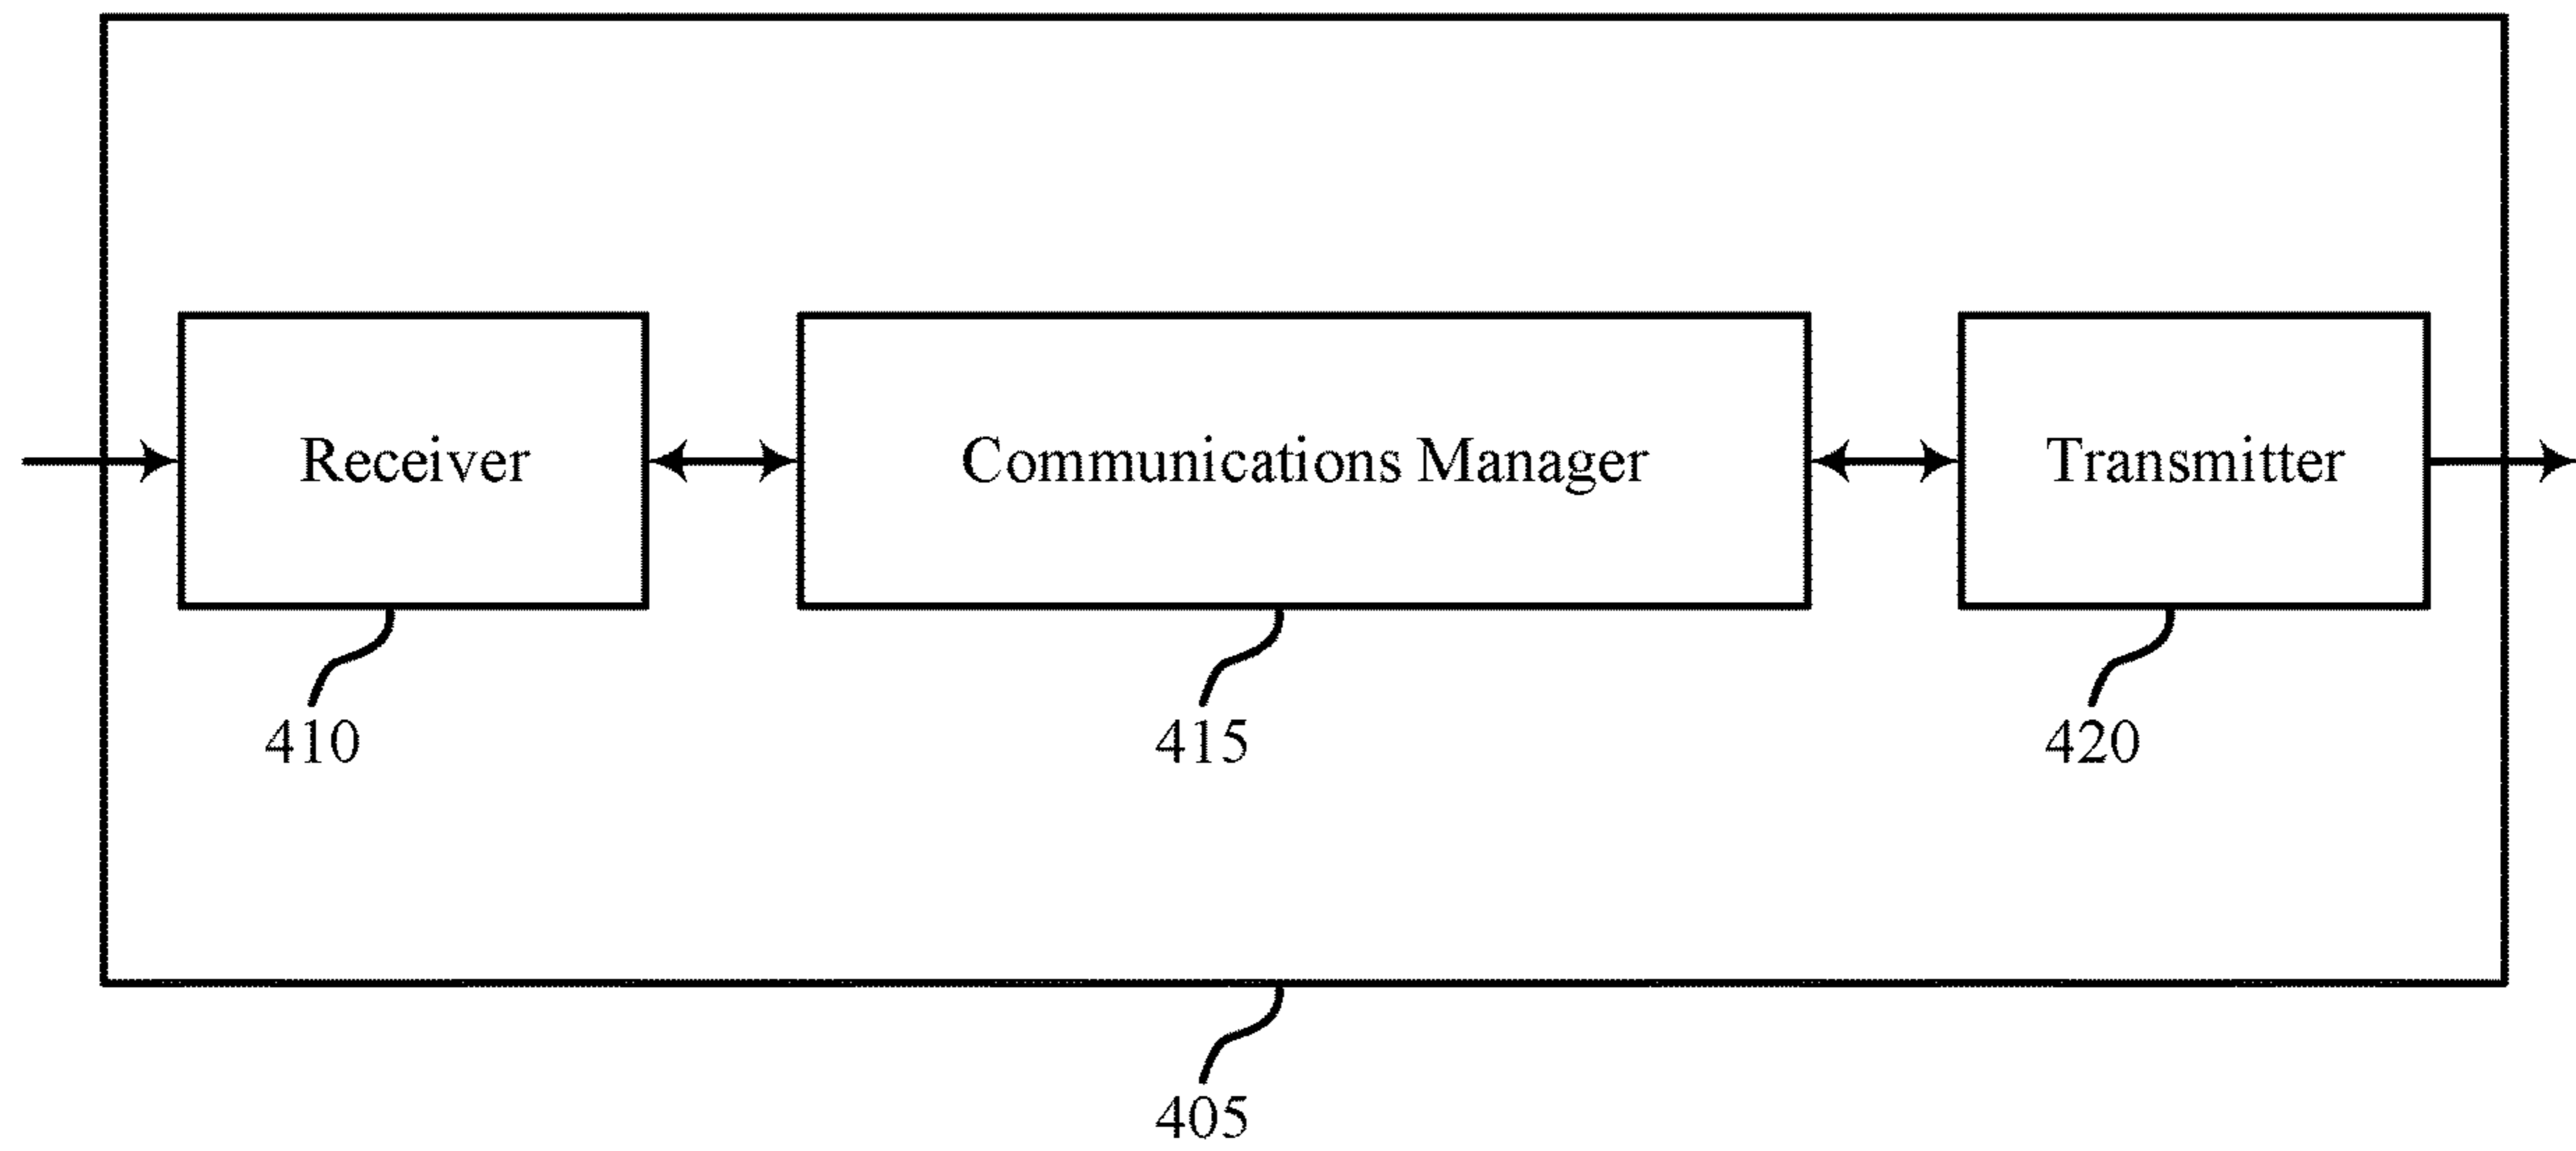 Receiver
Communications Manager
Transmitter
410
415
420
405